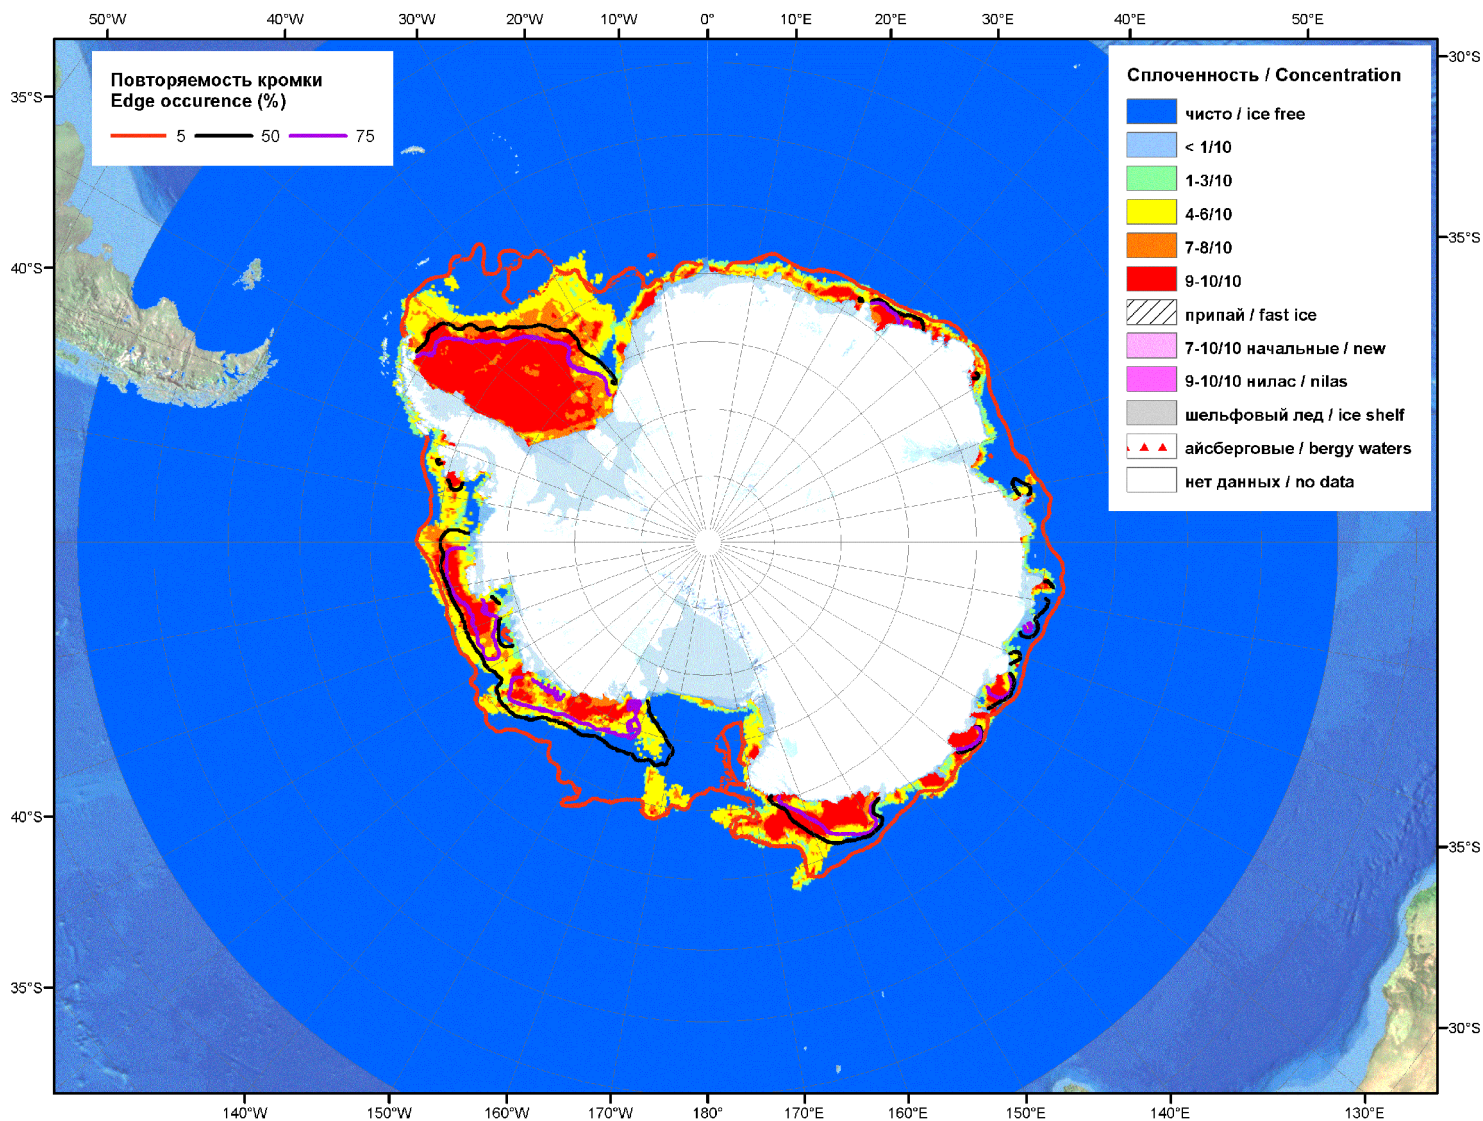 50°W 40°W 30°W 20°W 10°W 0° 10°E 20°E 30°E 40°E 50°E
Повторяемость кромки
Edge occurence (%)
5 50 75
Сплоченность / Concentration
чисто / ice free
< 1/10
1-3/10
4-6/10
7-8/10
9-10/10
припай / fast ice
7-10/10 начальные / new
9-10/10 нилас / nilas
шельфовый лед / ice shelf
айсберговые / bergy waters
нет данных / no data
35°S
40°S
40°S
35°S
30°S
35°S
35°S
30°S
140°W 150°W 160°W 170°W 180° 170°E 160°E 150°E 140°E 130°E